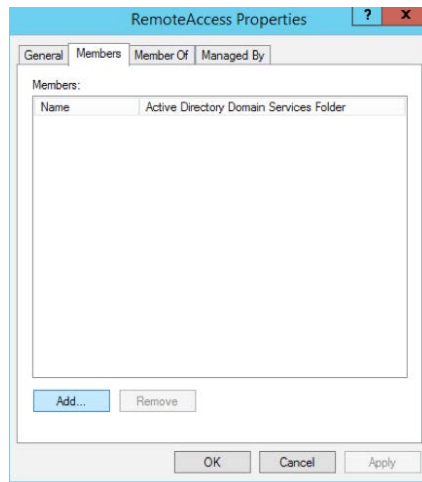 RemoteAccess Properties ? x
General Members Member Of Managed By
Members:
Name Active Directory Domain Services Folder
Add... Remove
OK Cancel Apply